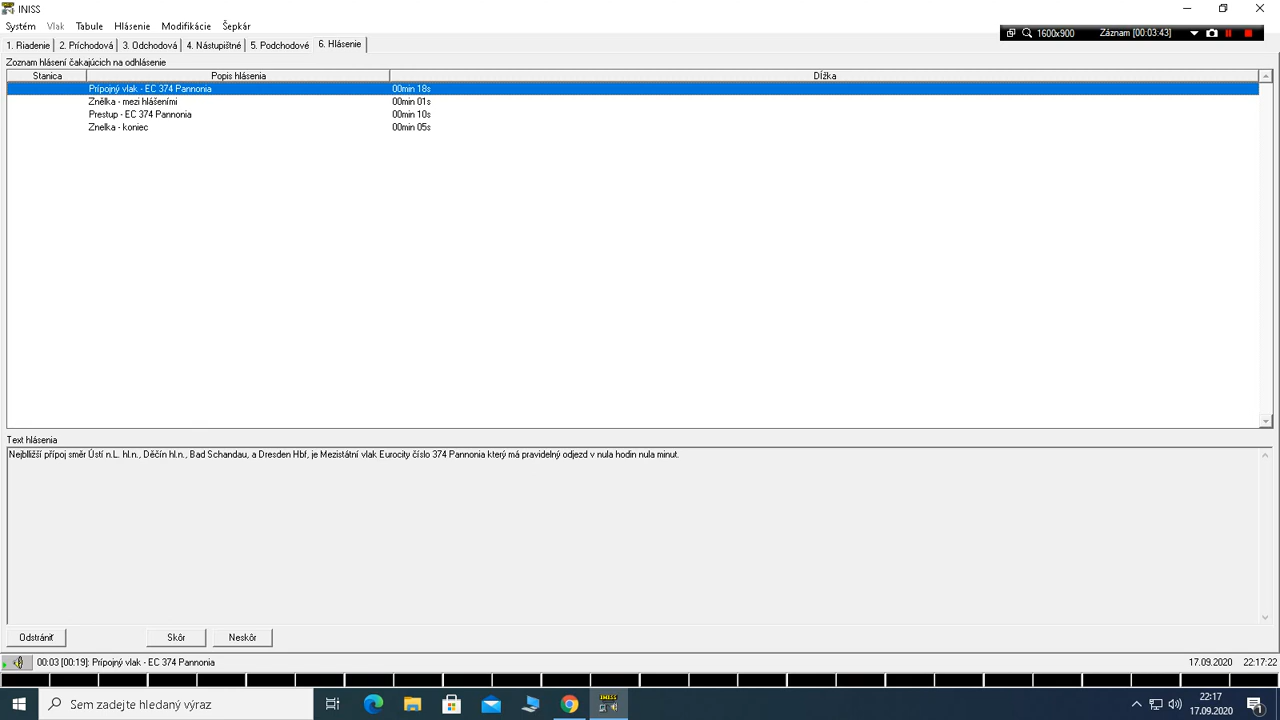 INISS
Systém Vlak Tabule Hlásenie Modifikácie Šepkár
1600x900 Záznam [00:03:43]
1. Riadenie 2. Príchodová 3. Odchodová 4. Nástupištné 5. Podchodové 6. Hlásenie
Zoznam hlásení čakajúcich na odhlásenie
Stanica Popis hlásenia Dĺžka
Prípojný vlak - EC 374 Pannonia 00min 18s
Znělka - mezi hlášeními 00min 01s
Prestup - EC 374 Pannonia 00min 10s
Znelka - koniec 00min 05s
Text hlásenia
Nejbližší přípoj směr Ústí n.L. hl.n., Děčín hl.n., Bad Schandau, a Dresden Hbf, je Mezistátní vlak Eurocity číslo 374 Pannonia který má pravidelný odjezd v nula hodin nula minut.
Odstrániť Skôr Neskôr
00:03 [00:19]: Prípojný vlak - EC 374 Pannonia 17.09.2020 22:17:22
Sem zadejte hledaný výraz
INISS
22:17
17.09.2020
1